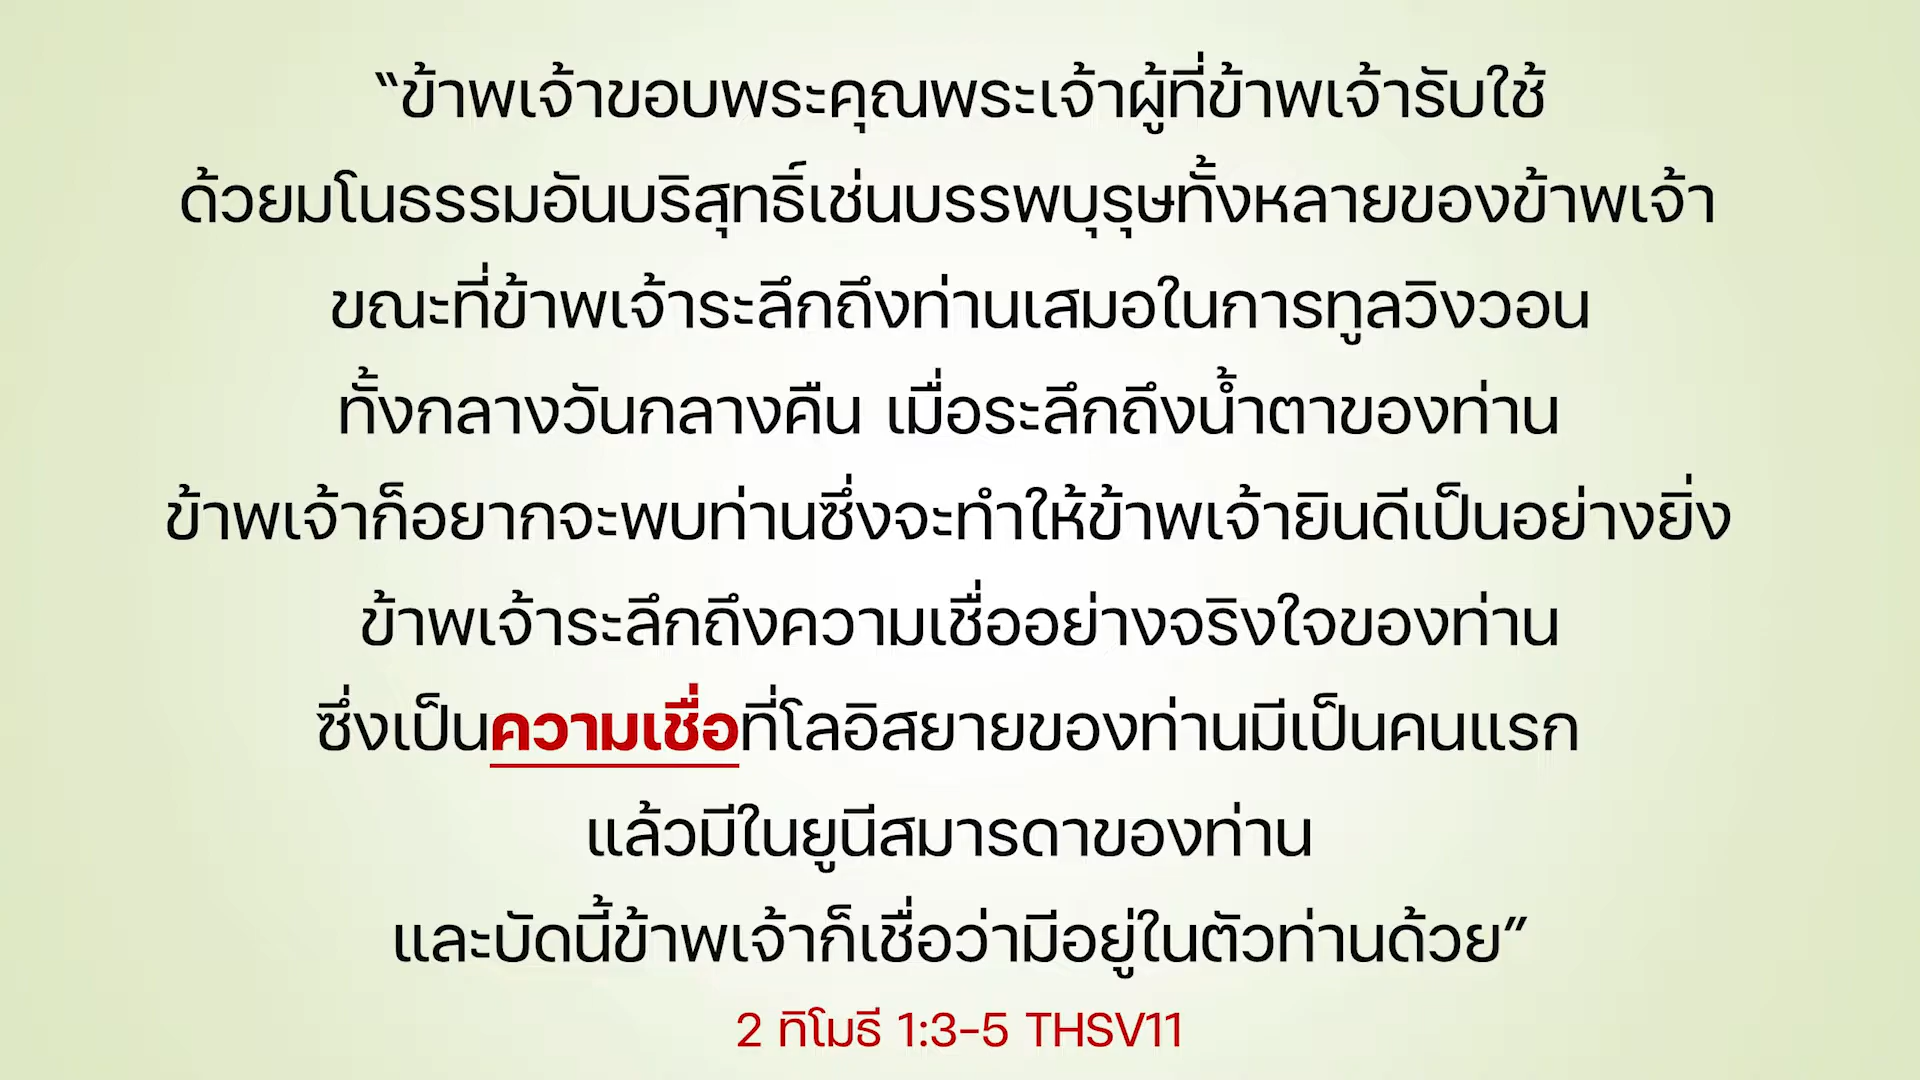 “ข้าพเจ้าขอบพระคุณพระเจ้าผู้ที่ข้าพเจ้ารับใช้
ด้วยมโนธรรมอันบริสุทธิ์เช่นบรรพบุรุษทั้งหลายของข้าพเจ้า
ขณะที่ข้าพเจ้าระลึกถึงท่านเสมอในการทูลวิงวอน
ทั้งกลางวันกลางคืน เมื่อระลึกถึงน้ำตาของท่าน
ข้าพเจ้าก็อยากจะพบท่านซึ่งจะทำให้ข้าพเจ้ายินดีเป็นอย่างยิ่ง
ข้าพเจ้าระลึกถึงความเชื่ออย่างจริงใจของท่าน
ซึ่งเป็นความเชื่อที่โลอิสยายของท่านมีเป็นคนแรก
แล้วมีในยูนีสมารดาของท่าน
และบัดนี้ข้าพเจ้าก็เชื่อว่ามีอยู่ในตัวท่านด้วย”
2 ทิโมธี 1:3-5 THSV11